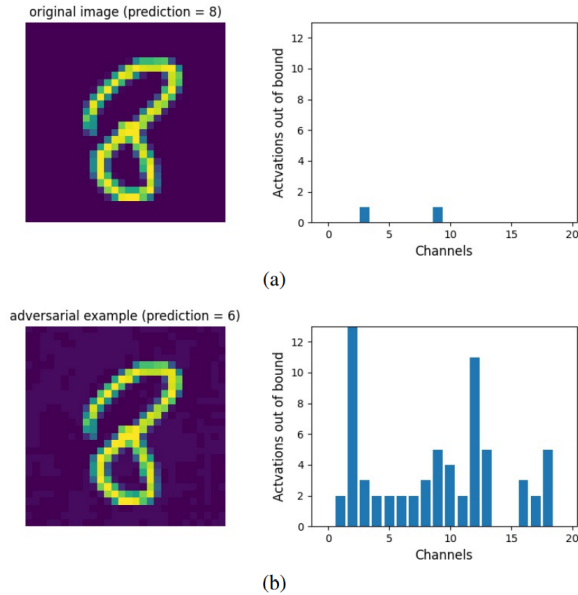 original image (prediction = 8)
12
10
8
6
4
2
0
Actvations out of bound
0 5 10 15 20
Channels
(a)
adversarial example (prediction = 6)
12
10
8
6
4
2
0
Actvations out of bound
0 5 10 15 20
Channels
(b)